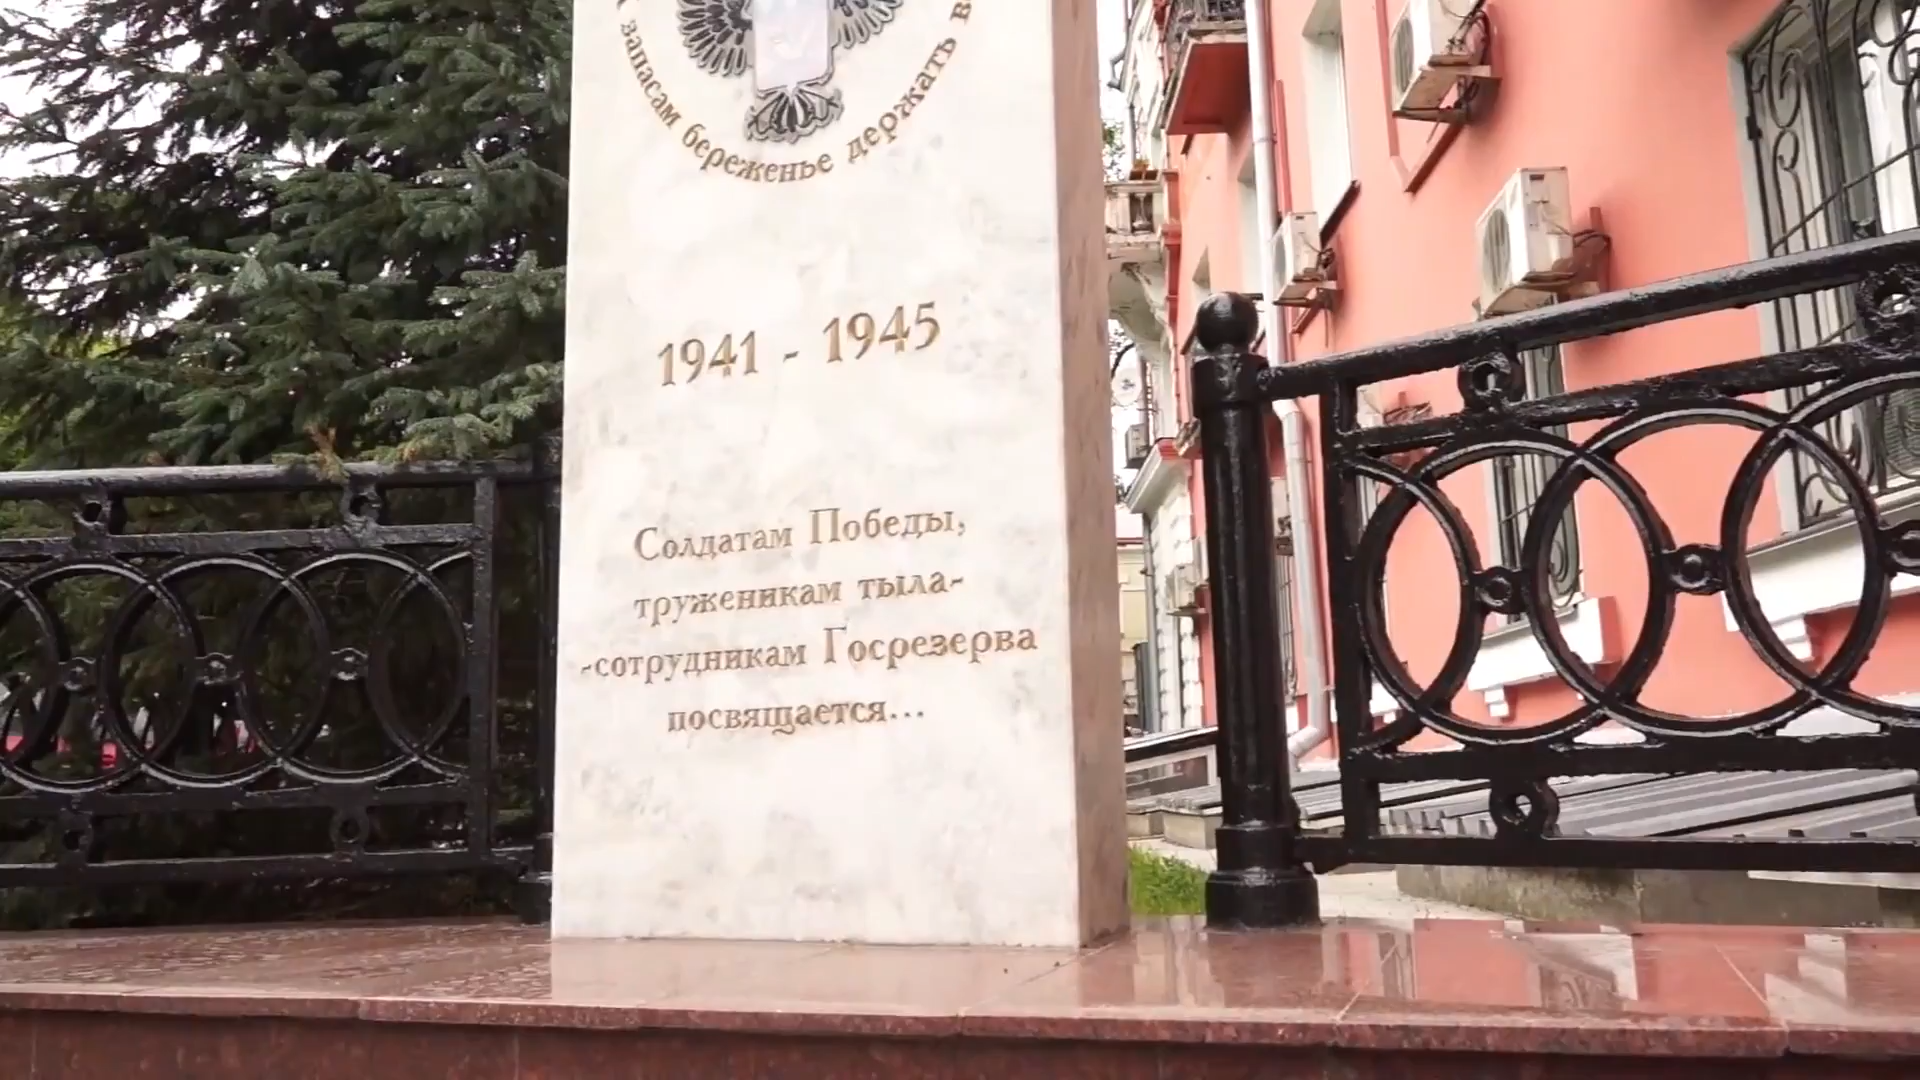 запасам береженье держать
1941 - 1945
Солдатам Победы,
труженикам тыла-
-сотрудникам Госрезерва
посвящается...